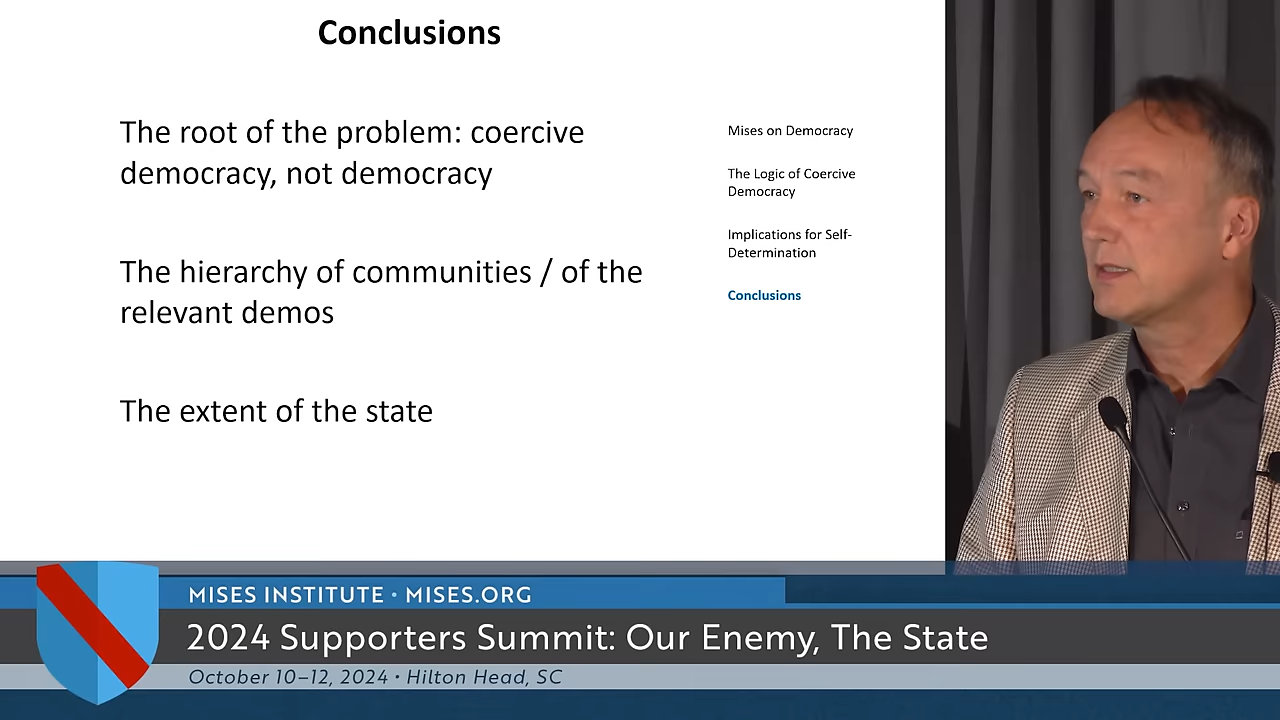 Conclusions
The root of the problem: coercive
democracy, not democracy
The hierarchy of communities / of the
relevant demos
The extent of the state
Mises on Democracy
The Logic of Coercive
Democracy
Implications for Self-
Determination
Conclusions
MISES INSTITUTE • MISES.ORG
2024 Supporters Summit: Our Enemy, The State
October 10–12, 2024 • Hilton Head, SC